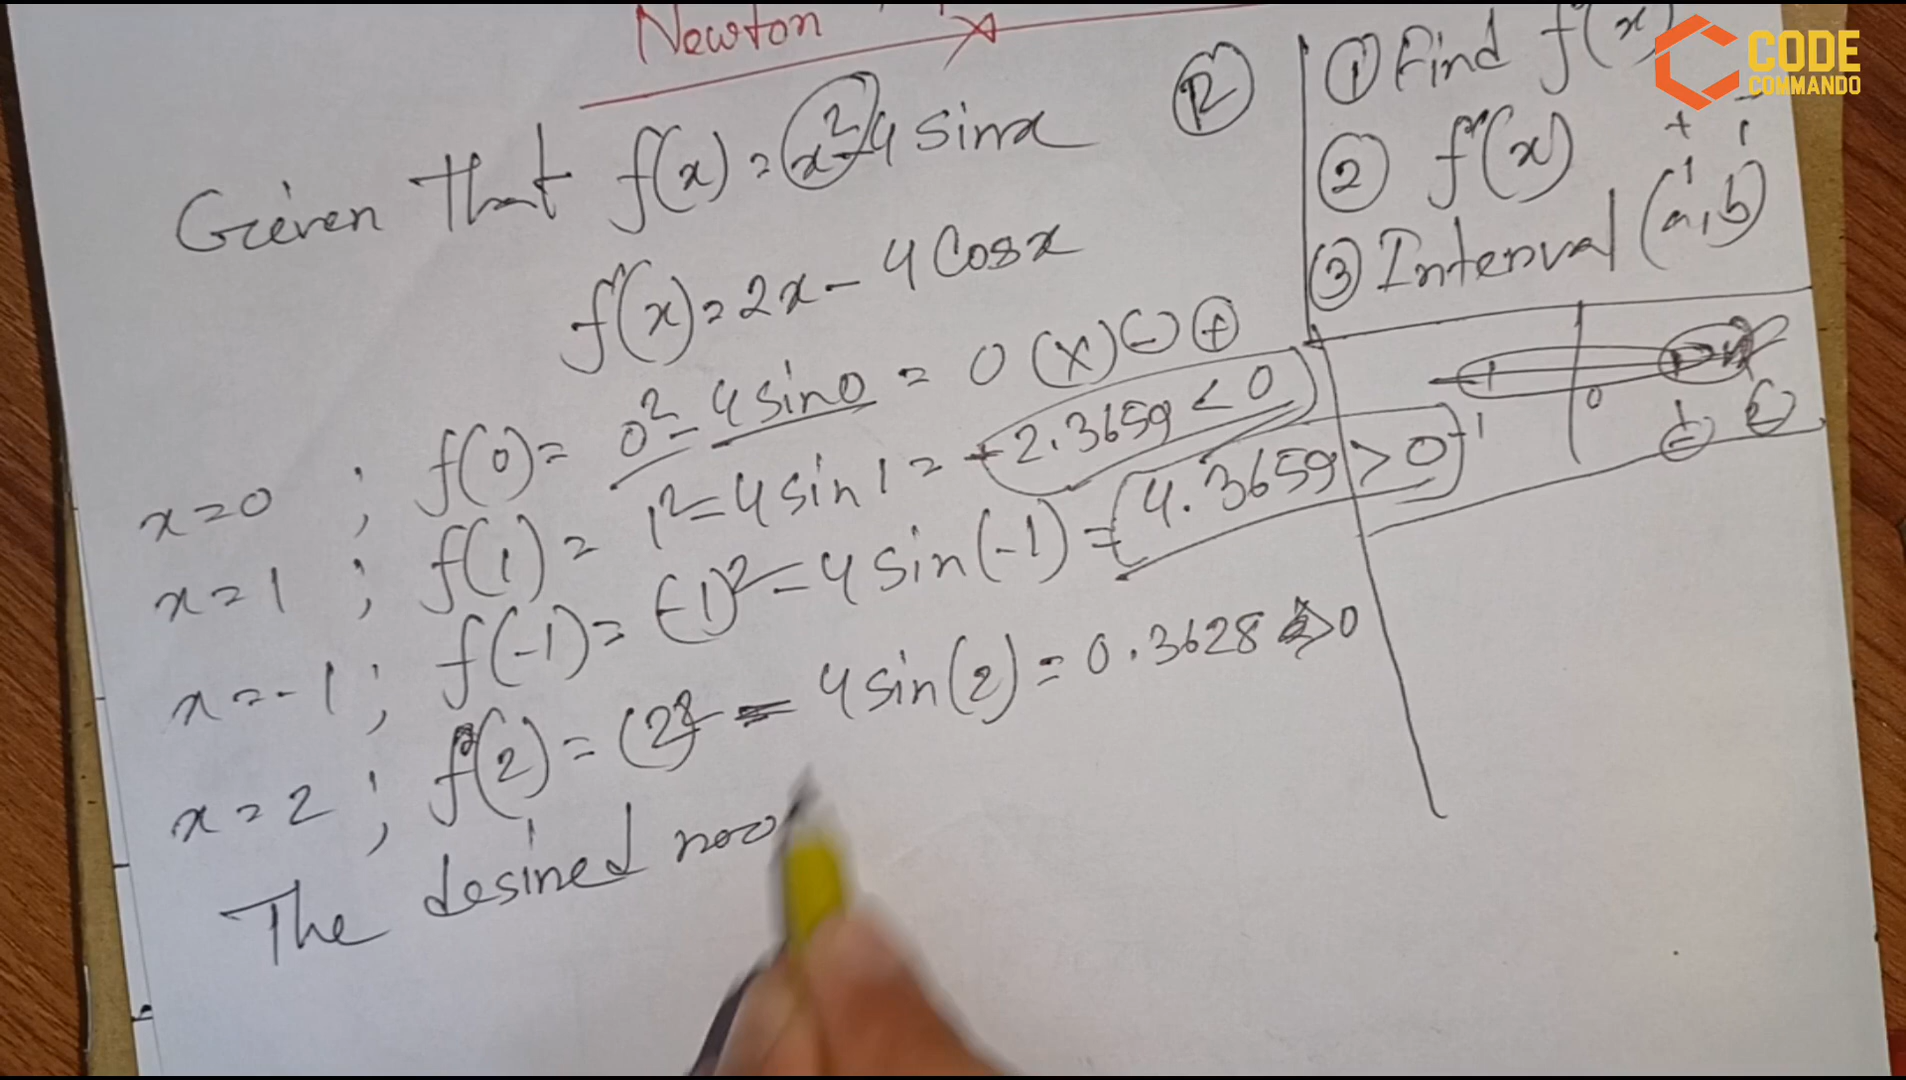 Newton
Given that f(x) = x² - 4 sinx
f'(x) = 2x - 4 Cosx
x = 0 ; f(0) = 0² - 4 sin0 = 0 (x) (-) (+)
x = 1 ; f(1) = 1² - 4 sin 1 = -2.3659 < 0
x = -1 ; f(-1) = (-1)² - 4 sin(-1) = 4.3659 > 0
x = 2 ; f(2) = (2)² - 4 sin(2) = 0.3628 > 0
The desired roo
① Find f(x)
② f'(x) + -
③ Interval (a, b)
-1 0
CODE
COMMANDO